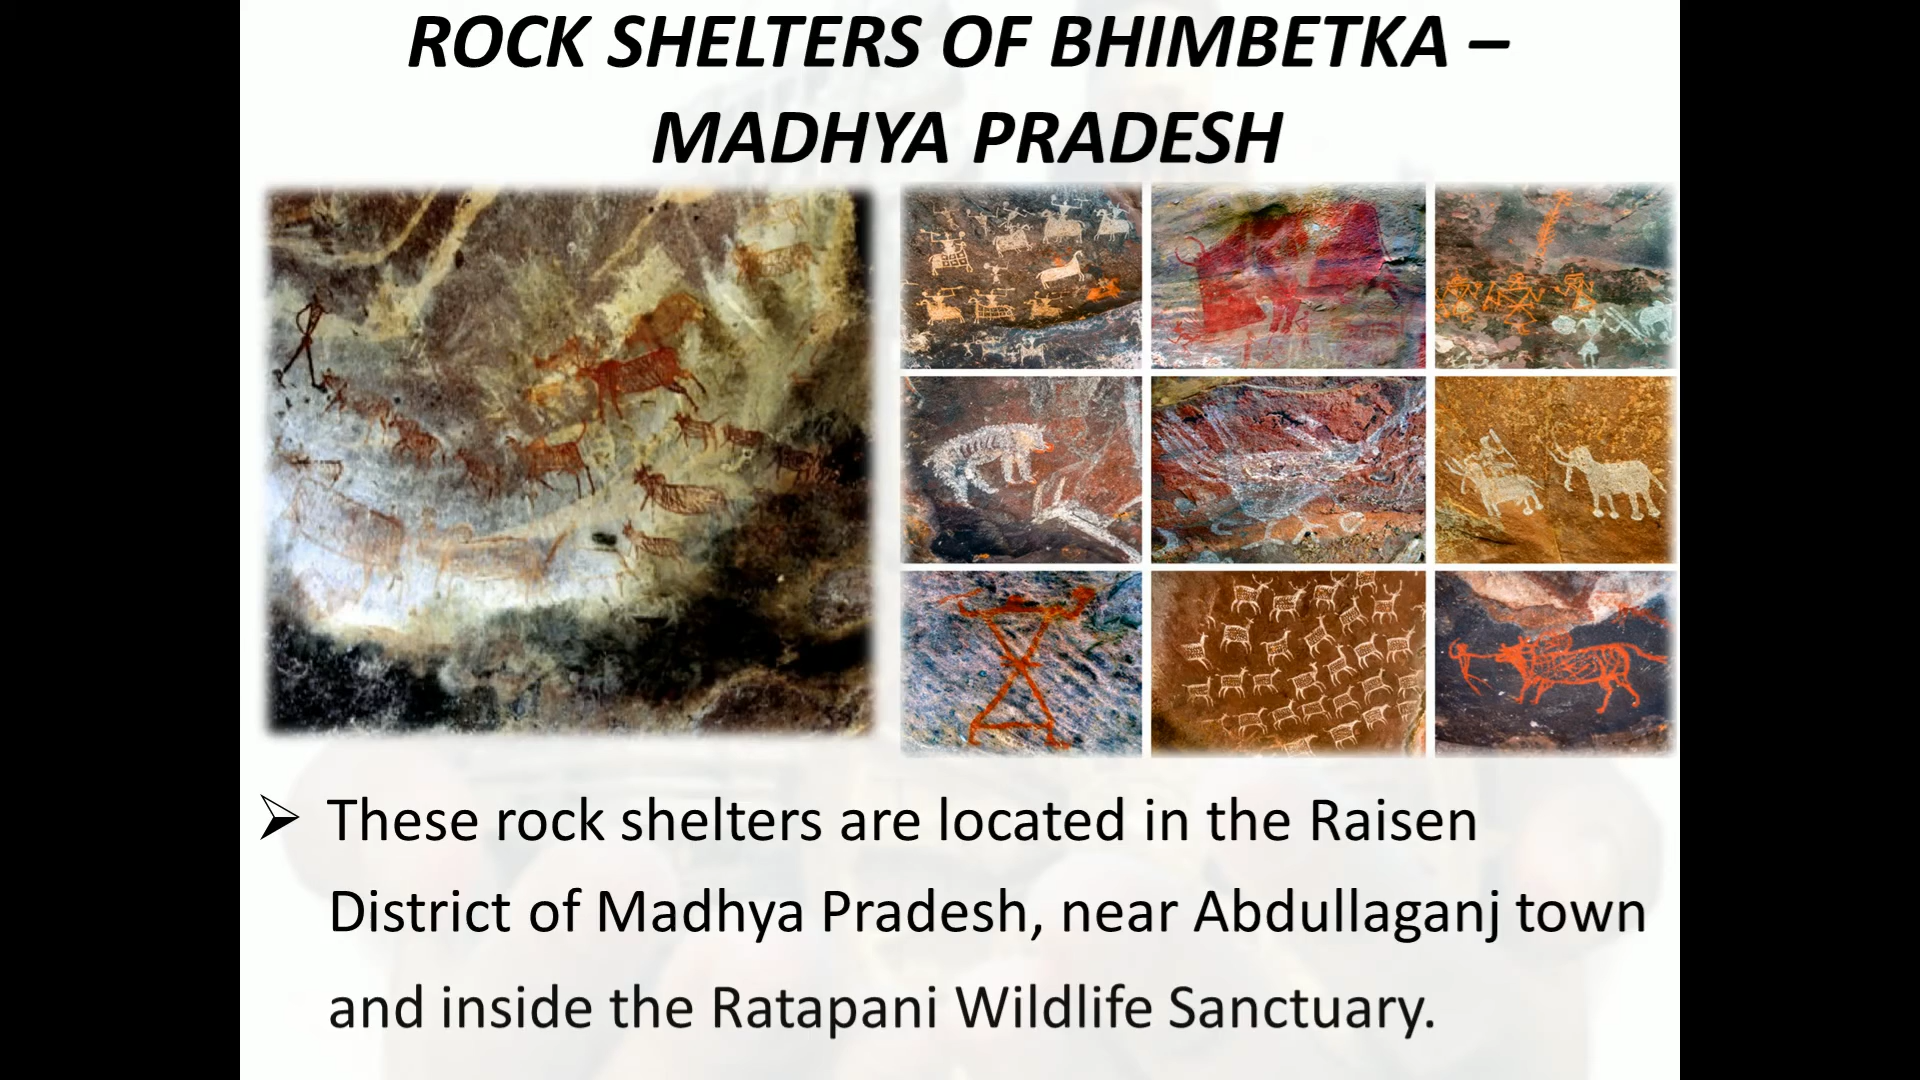 ROCK SHELTERS OF BHIMBETKA –
MADHYA PRADESH
➢ These rock shelters are located in the Raisen
District of Madhya Pradesh, near Abdullaganj town
and inside the Ratapani Wildlife Sanctuary.